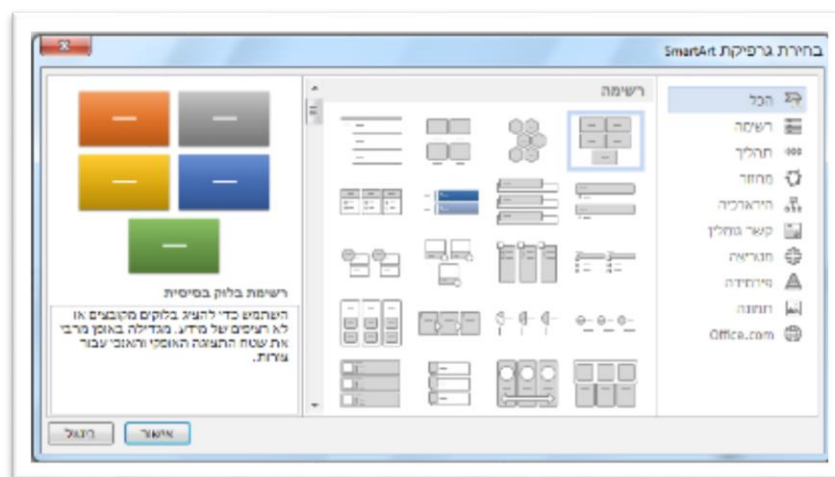 בחירת גרפיקת SmartArt
הכל
רשימה
תהליך
מחזור
הירארכיה
קשר גומלין
מטריצה
פירמידה
תמונה
Office.com
רשימה
רשימת בלוק בסיסית
השתמש כדי להציג בלוקים מקובצים או
לא רציפים של מידע. מגדילה באופן מרבי
את שטח התצוגה האופקי והאנכי עבור
צורות.
אישור
ביטול